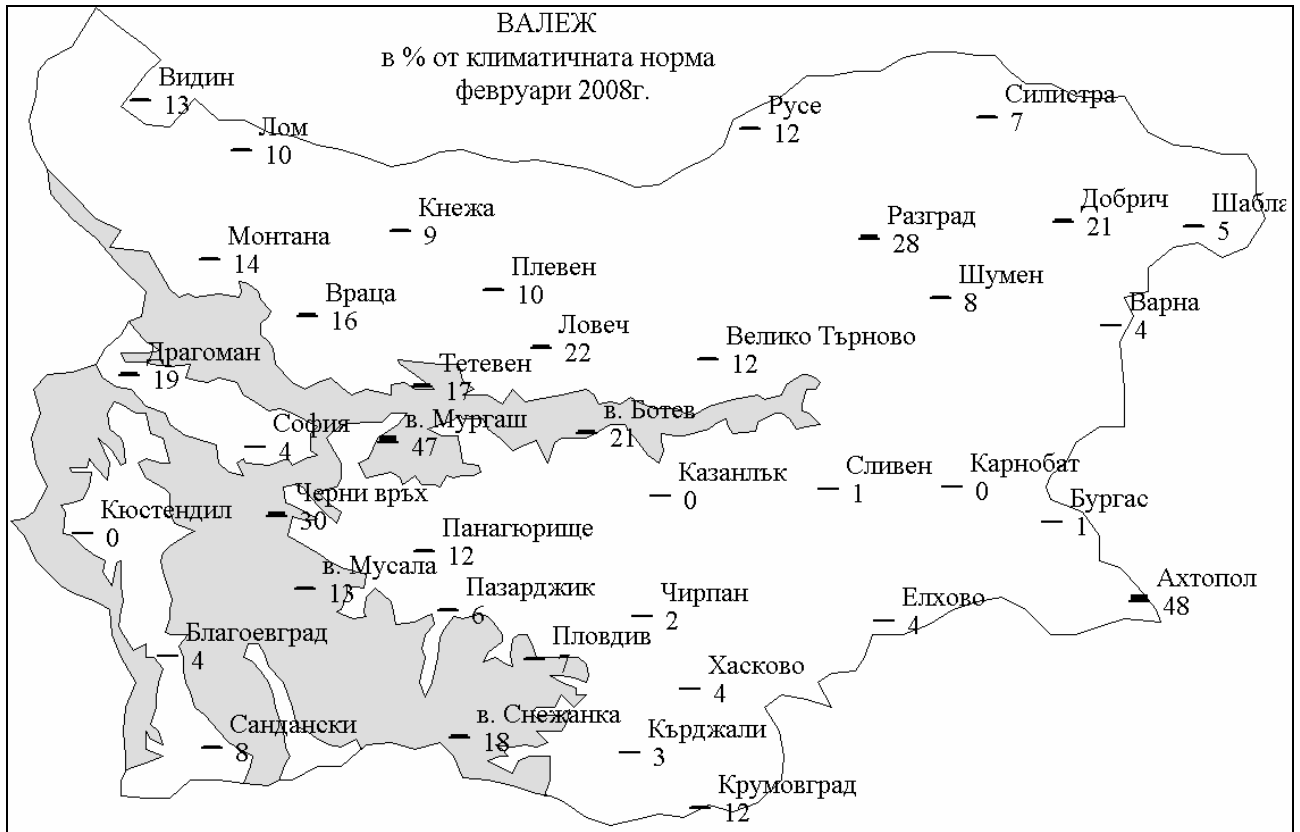 ВАЛЕЖ
в % от климатичната норма
февруари 2008г.
Видин
13
Лом
10
Русе
12
Силистра
7
Кнежа
9
Монтана
14
Разград
28
Добрич
21
Шабла
5
Плевен
10
Враца
16
Шумен
8
Варна
4
Ловеч
22
Велико Търново
12
Драгоман
19
Тетевен
17
в. Мургаш
47
в. Ботев
21
София
4
Казанлък
0
Сливен
1
Карнобат
0
Бургас
1
Черни връх
30
Кюстендил
0
Панагюрище
12
в. Мусала
13
Пазарджик
6
Чирпан
2
Елхово
4
Ахтопол
48
Благоевград
4
Пловдив
7
Хасково
4
Сандански
8
в. Снежанка
18
Кърджали
3
Крумовград
12